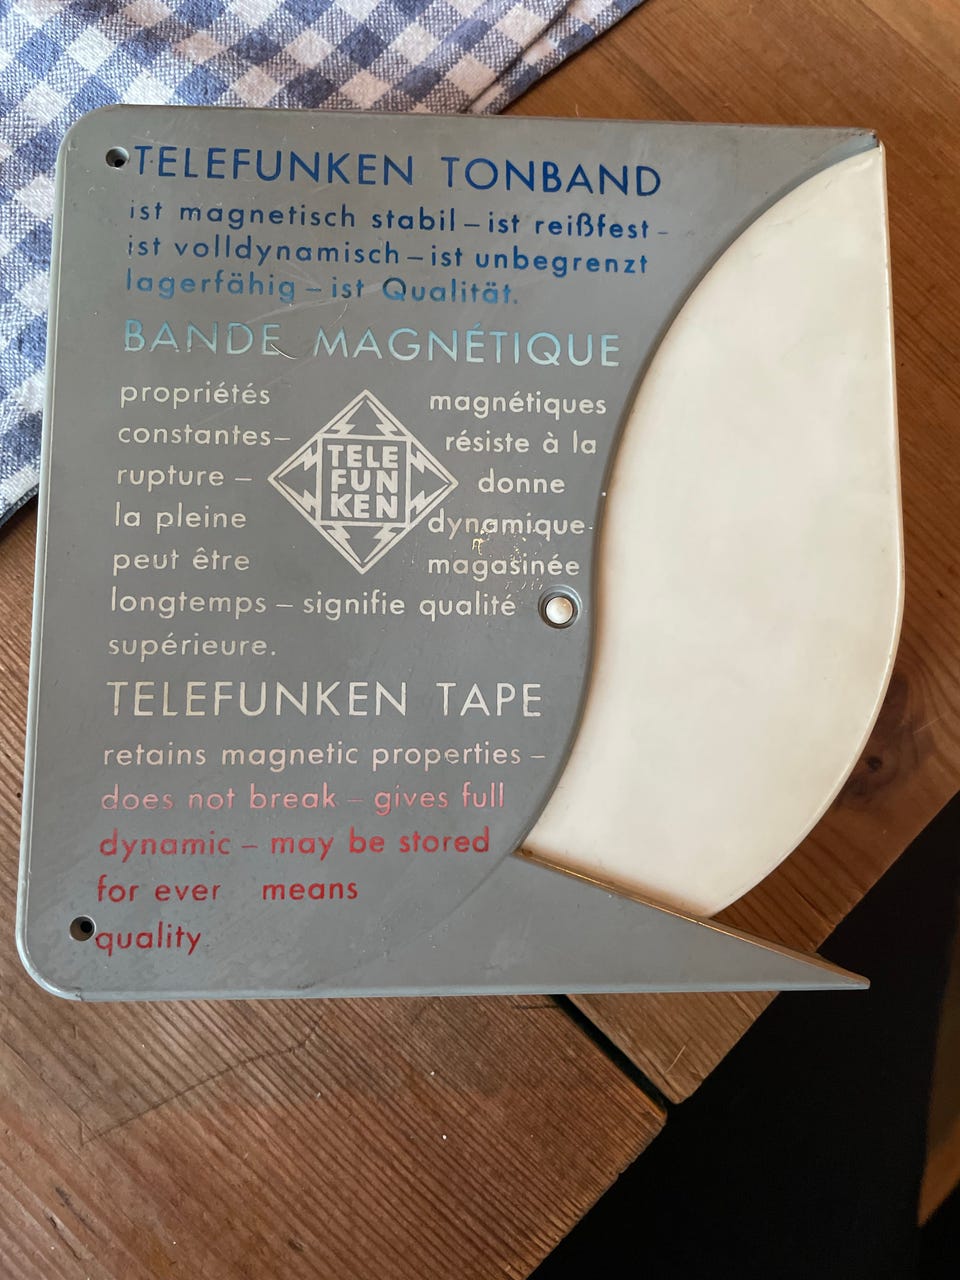 TELEFUNKEN TONBAND
ist magnetisch stabil – ist reißfest –
ist volldynamisch – ist unbegrenzt
lagerfähig – ist Qualität.
BANDE MAGNÉTIQUE
propriétés magnétiques
constantes – résiste à la
rupture – donne
la pleine dynamique-
peut être magasinée
longtemps – signifie qualité
supérieure.
TELE
FUN
KEN
TELEFUNKEN TAPE
retains magnetic properties –
does not break – gives full
dynamic – may be stored
for ever means
quality